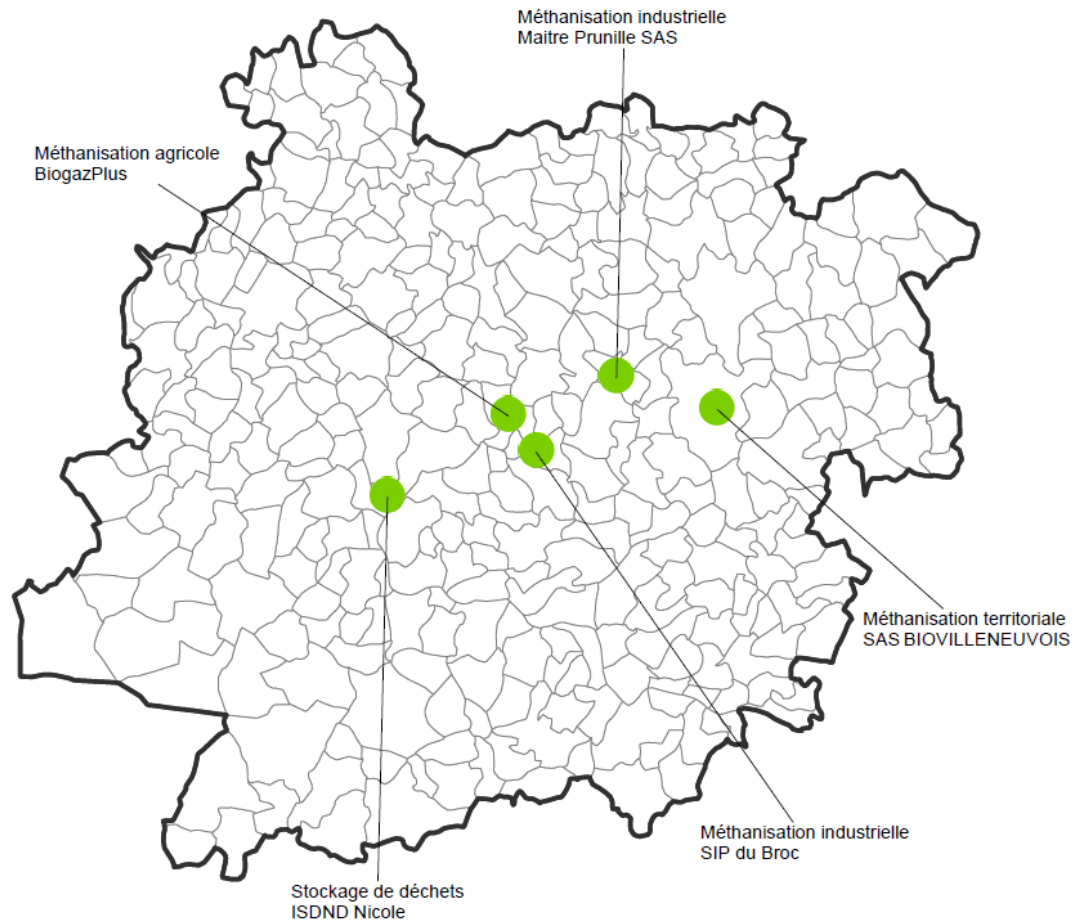 Méthanisation industrielle
Maitre Prunille SAS
Méthanisation agricole
BiogazPlus
Méthanisation territoriale
SAS BIOVILLENEUVOIS
Méthanisation industrielle
SIP du Broc
Stockage de déchets
ISDND Nicole